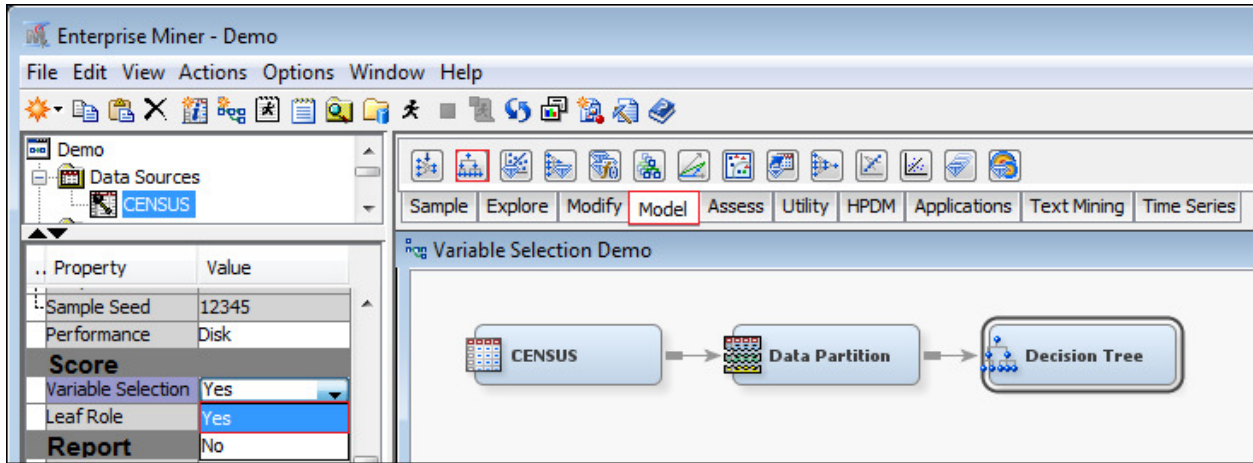 Enterprise Miner - Demo
File Edit View Actions Options Window Help
Demo
Data Sources
CENSUS
Sample Explore Modify Model Assess Utility HPDM Applications Text Mining Time Series
Variable Selection Demo
.. Property Value
Sample Seed 12345
Performance Disk
Score
Variable Selection Yes
Leaf Role Yes
Report No
CENSUS Data Partition Decision Tree